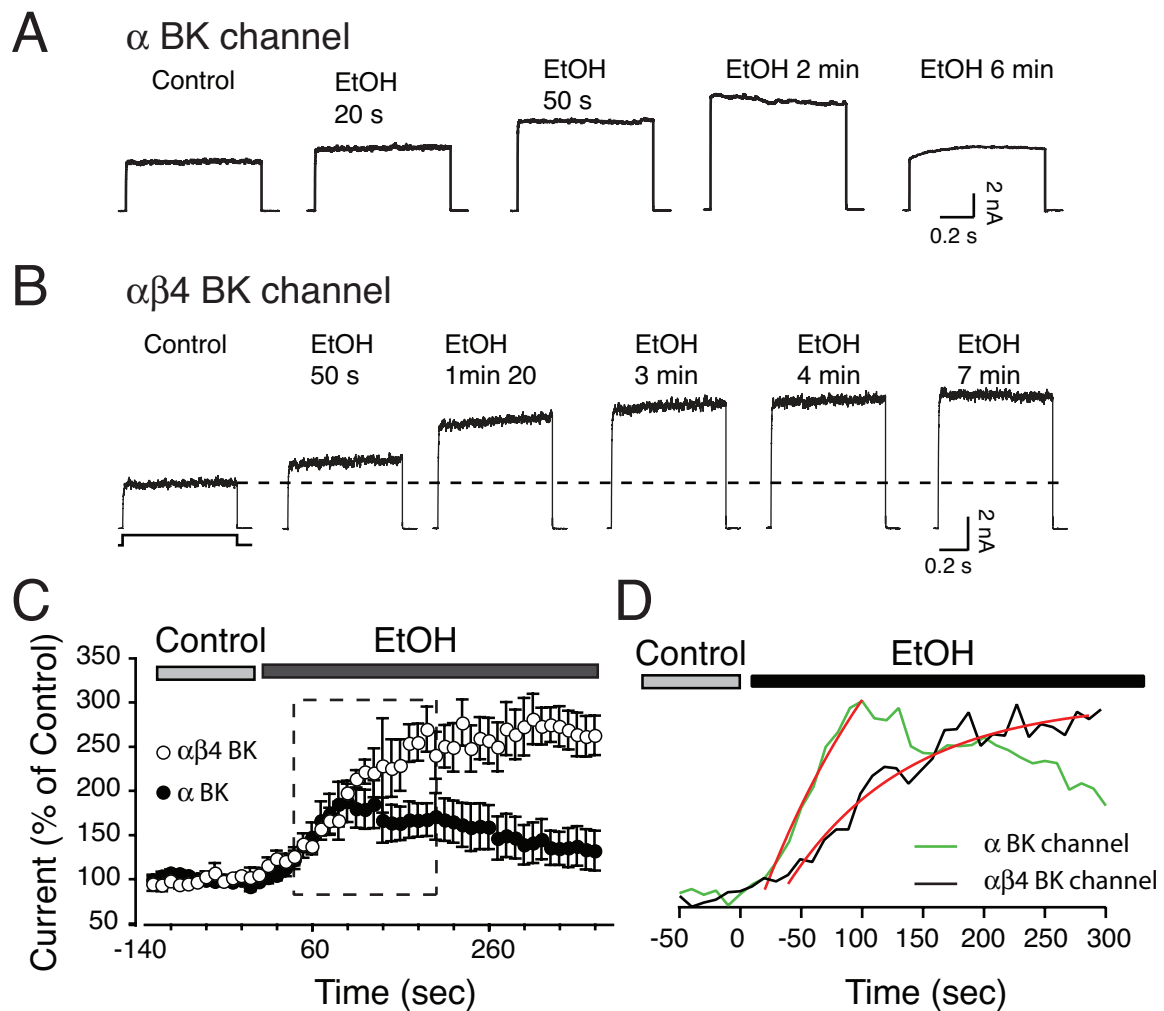 A
α BK channel
Control
EtOH
20 s
EtOH
50 s
EtOH 2 min
EtOH 6 min
2 nA
0.2 s
B
αβ4 BK channel
Control
EtOH
50 s
EtOH
1min 20
EtOH
3 min
EtOH
4 min
EtOH
7 min
2 nA
0.2 s
C
Control
EtOH
Current (% of Control)
350
300
250
200
150
100
50
αβ4 BK
α BK
-140
60
260
Time (sec)
D
Control
EtOH
α BK channel
αβ4 BK channel
-50
0
-50
100
150
200
250
300
Time (sec)